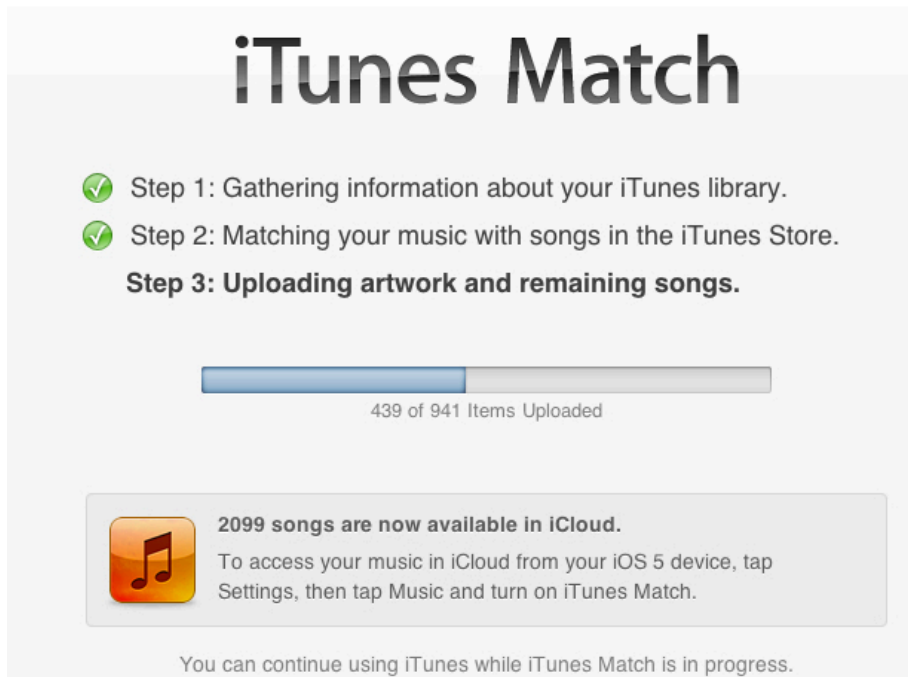 iTunes Match
Step 1: Gathering information about your iTunes library.
Step 2: Matching your music with songs in the iTunes Store.
Step 3: Uploading artwork and remaining songs.
439 of 941 Items Uploaded
2099 songs are now available in iCloud.
To access your music in iCloud from your iOS 5 device, tap
Settings, then tap Music and turn on iTunes Match.
You can continue using iTunes while iTunes Match is in progress.